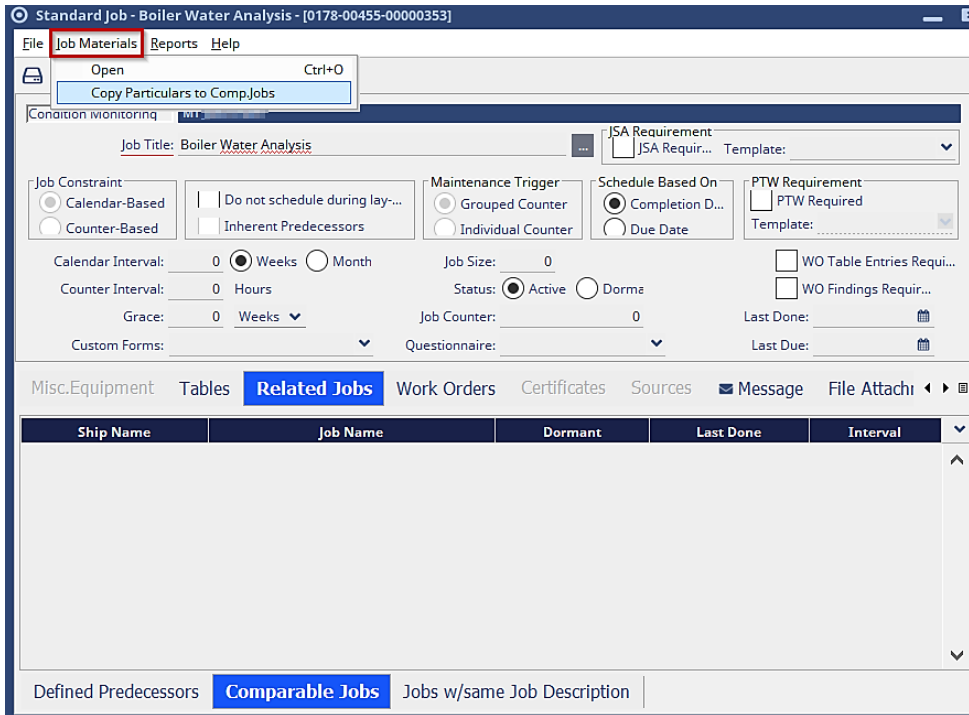 Standard Job - Boiler Water Analysis - [0178-00455-00000353]
File Job Materials Reports Help
Open Ctrl+O
Copy Particulars to Comp.Jobs
Condition Monitoring
Job Title: Boiler Water Analysis ... JSA Requirement
JSA Requir... Template:
Job Constraint Maintenance Trigger Schedule Based On PTW Requirement
Calendar-Based Do not schedule during lay-... Grouped Counter Completion D... PTW Required
Counter-Based Inherent Predecessors Individual Counter Due Date Template:
Calendar Interval: 0 Weeks Month Job Size: 0 WO Table Entries Requi...
Counter Interval: 0 Hours Status: Active Dorma WO Findings Requir...
Grace: 0 Weeks Job Counter: 0 Last Done:
Custom Forms: Questionnaire: Last Due:
Misc.Equipment Tables Related Jobs Work Orders Certificates Sources Message File Attachr
Ship Name Job Name Dormant Last Done Interval
Defined Predecessors Comparable Jobs Jobs w/same Job Description